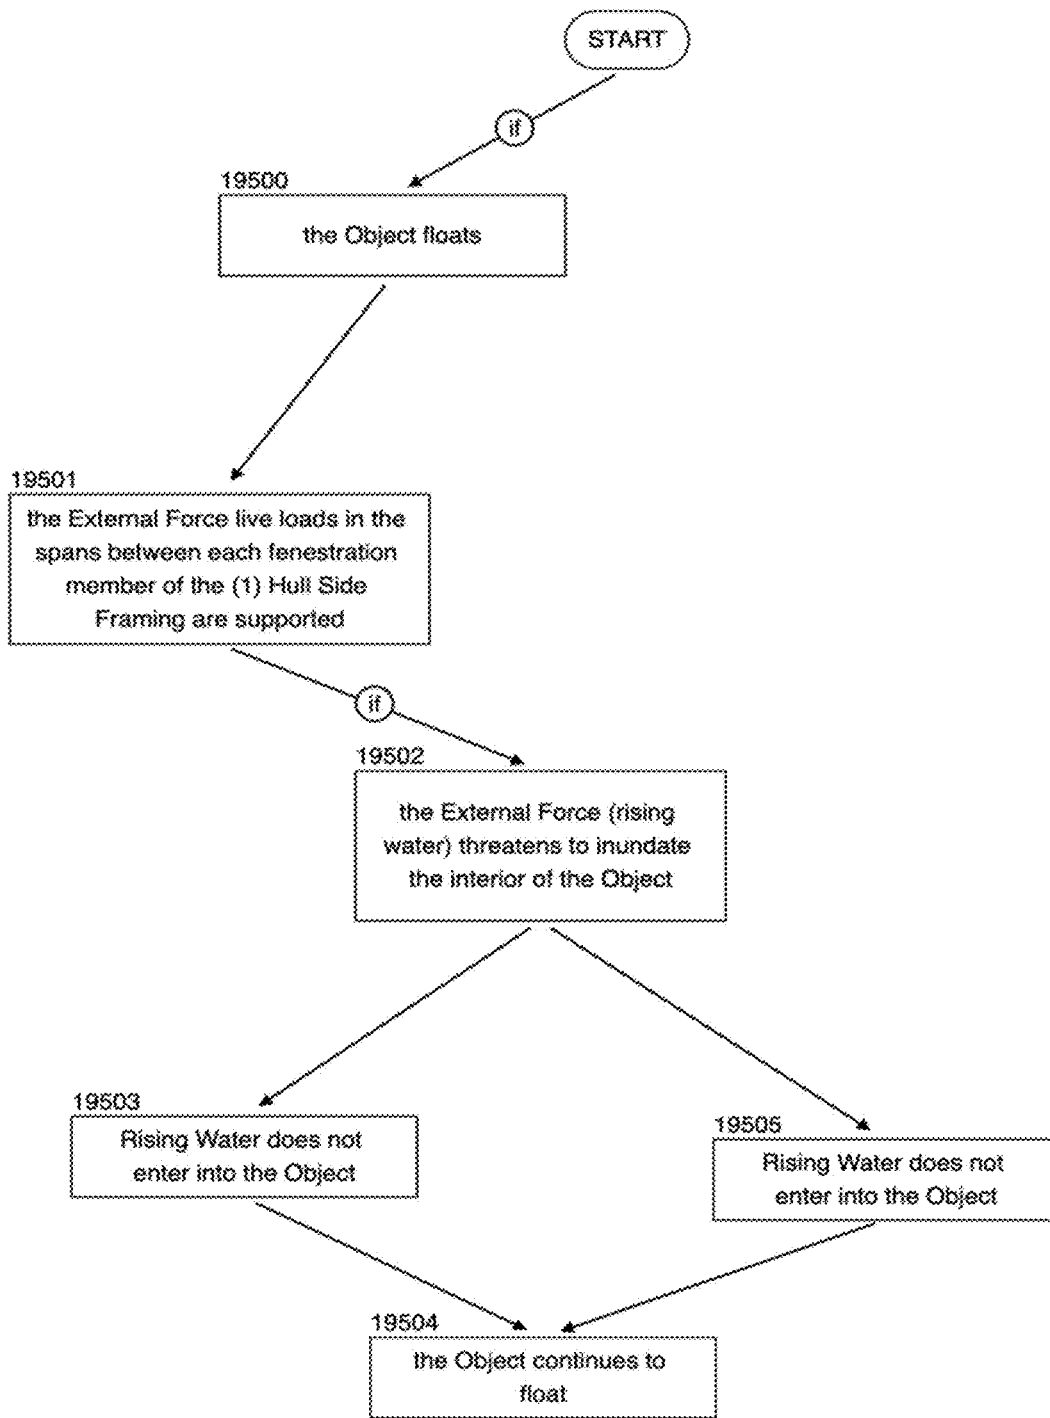 START
if
19500
the Object floats
19501
the External Force live loads in the
spans between each fenestration
member of the (1) Hull Side
Framing are supported
if
19502
the External Force (rising
water) threatens to inundate
the interior of the Object
19503
Rising Water does not
enter into the Object
19505
Rising Water does not
enter into the Object
19504
the Object continues to
float